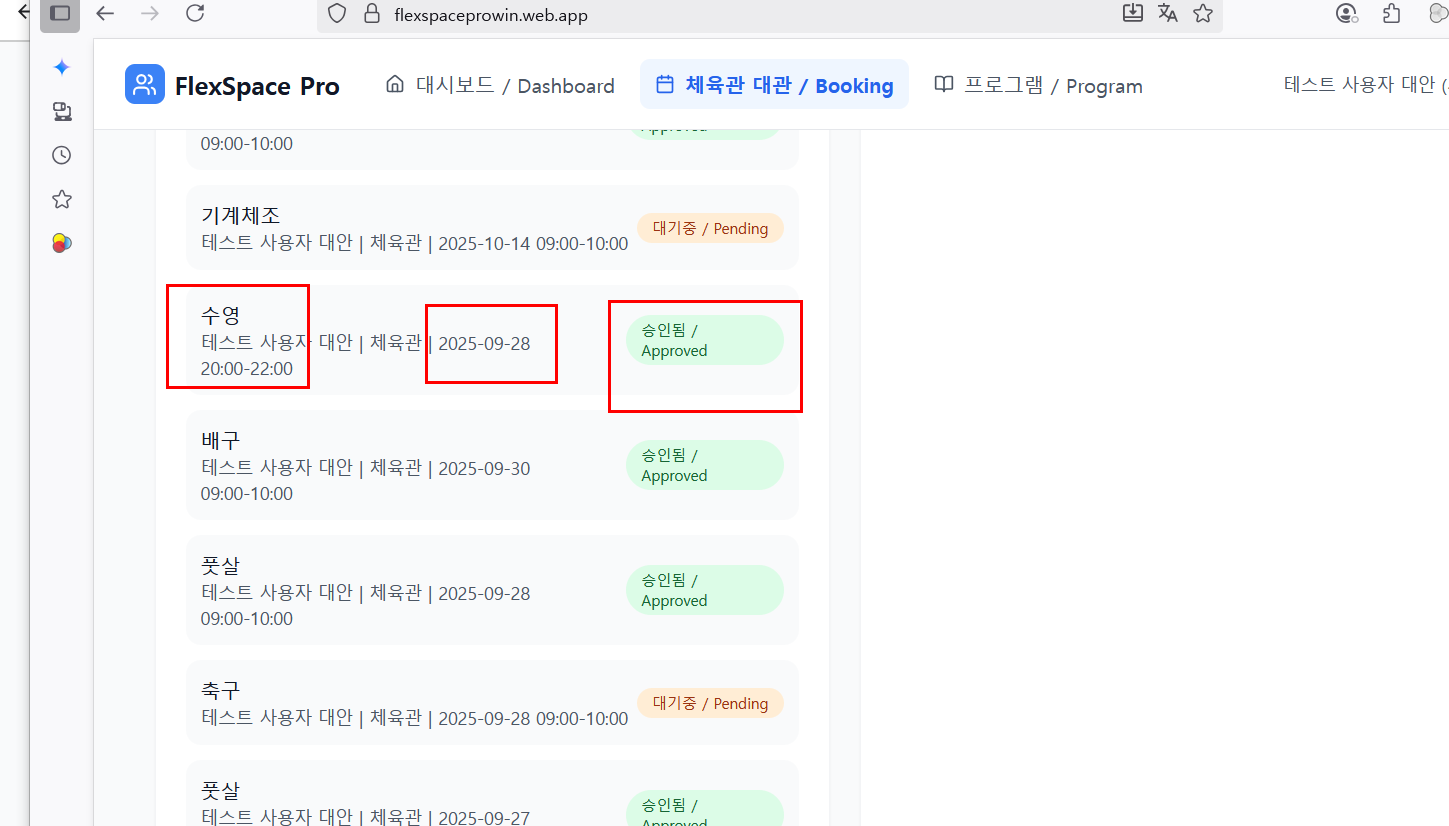 flexspaceprowin.web.app
FlexSpace Pro
대시보드 / Dashboard
체육관 대관 / Booking
프로그램 / Program
테스트 사용자 대안 (
Approved
09:00-10:00
기계체조
테스트 사용자 대안 | 체육관 | 2025-10-14 09:00-10:00
대기중 / Pending
수영
테스트 사용자 대안 | 체육관 | 2025-09-28
20:00-22:00
승인됨 /
Approved
배구
테스트 사용자 대안 | 체육관 | 2025-09-30
09:00-10:00
승인됨 /
Approved
풋살
테스트 사용자 대안 | 체육관 | 2025-09-28
09:00-10:00
승인됨 /
Approved
축구
테스트 사용자 대안 | 체육관 | 2025-09-28 09:00-10:00
대기중 / Pending
풋살
테스트 사용자 대안 | 체육관 | 2025-09-27
승인됨 /
Approved